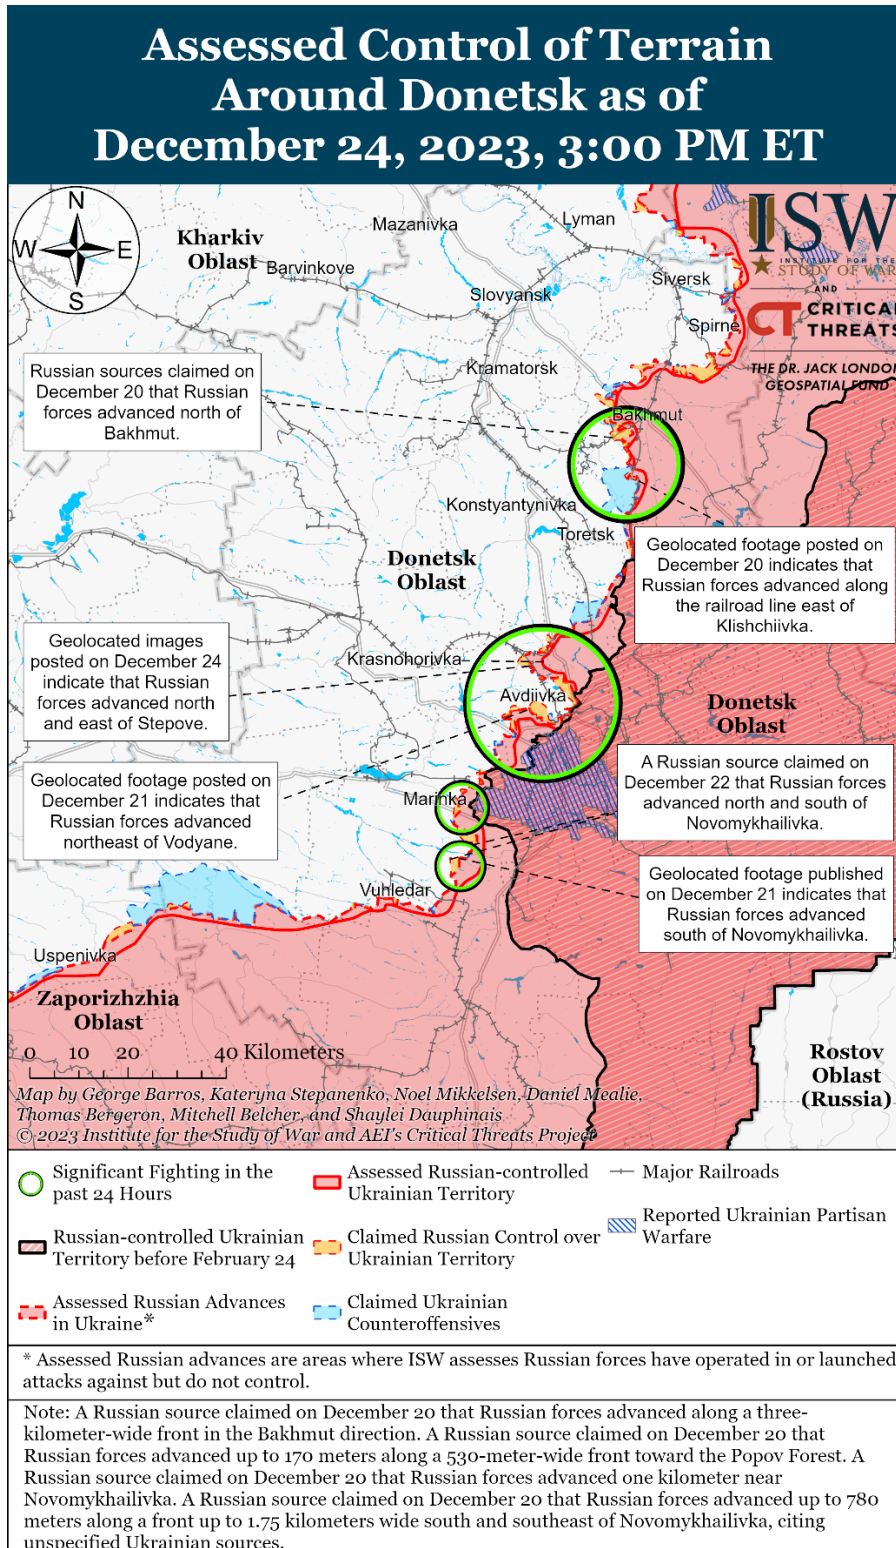 Assessed Control of Terrain
Around Donetsk as of
December 24, 2023, 3:00 PM ET
N
W
E
S
Kharkiv
Oblast
Mazanivka
Lyman
Barvinkove
Slovyansk
Siversk
Spirne
Kramatorsk
ISW
INSTITUTE FOR THE
STUDY OF WAR
AND
CT CRITICAL
THREATS
THE DR. JACK LONDON
GEOSPATIAL FUND
Russian sources claimed on
December 20 that Russian
forces advanced north of
Bakhmut.
Bakhmut
Konstyantynivka
Toretsk
Donetsk
Oblast
Geolocated footage posted on
December 20 indicates that
Russian forces advanced along
the railroad line east of
Klishchiivka.
Geolocated images
posted on December 24
indicate that Russian
forces advanced north
and east of Stepove.
Krasnohorivka
Avdiivka
Donetsk
Oblast
Geolocated footage posted on
December 21 indicates that
Russian forces advanced
northeast of Vodyane.
Marinka
A Russian source claimed on
December 22 that Russian forces
advanced north and south of
Novomykhailivka.
Vuhledar
Geolocated footage published
on December 21 indicates that
Russian forces advanced
south of Novomykhailivka.
Uspenivka
Zaporizhzhia
Oblast
Rostov
Oblast
(Russia)
0 10 20 40 Kilometers
Map by George Barros, Kateryna Stepanenko, Noel Mikkelsen, Daniel Mealie,
Thomas Bergeron, Mitchell Belcher, and Shaylei Dauphinais
© 2023 Institute for the Study of War and AEI's Critical Threats Project
Significant Fighting in the
past 24 Hours
Russian-controlled Ukrainian
Territory before February 24
Assessed Russian Advances
in Ukraine*
Assessed Russian-controlled
Ukrainian Territory
Claimed Russian Control over
Ukrainian Territory
Claimed Ukrainian
Counteroffensives
Major Railroads
Reported Ukrainian Partisan
Warfare
* Assessed Russian advances are areas where ISW assesses Russian forces have operated in or launched
attacks against but do not control.
Note: A Russian source claimed on December 20 that Russian forces advanced along a three-
kilometer-wide front in the Bakhmut direction. A Russian source claimed on December 20 that
Russian forces advanced up to 170 meters along a 530-meter-wide front toward the Popov Forest. A
Russian source claimed on December 20 that Russian forces advanced one kilometer near
Novomykhailivka. A Russian source claimed on December 20 that Russian forces advanced up to 780
meters along a front up to 1.75 kilometers wide south and southeast of Novomykhailivka, citing
unspecified Ukrainian sources.